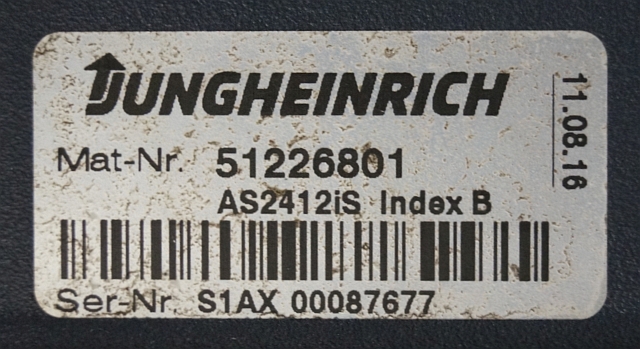 JUNGHEINRICH
Mat-Nr. 51226801
AS2412iS Index B
Ser-Nr. S1AX 00087677
11.08.16